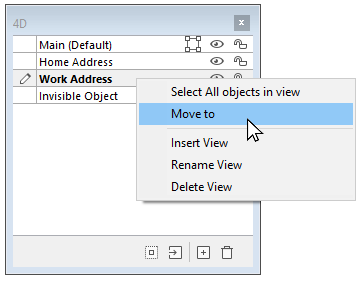 4D
Main (Default)
Home Address
Work Address
Invisible Object
Select All objects in view
Move to
Insert View
Rename View
Delete View